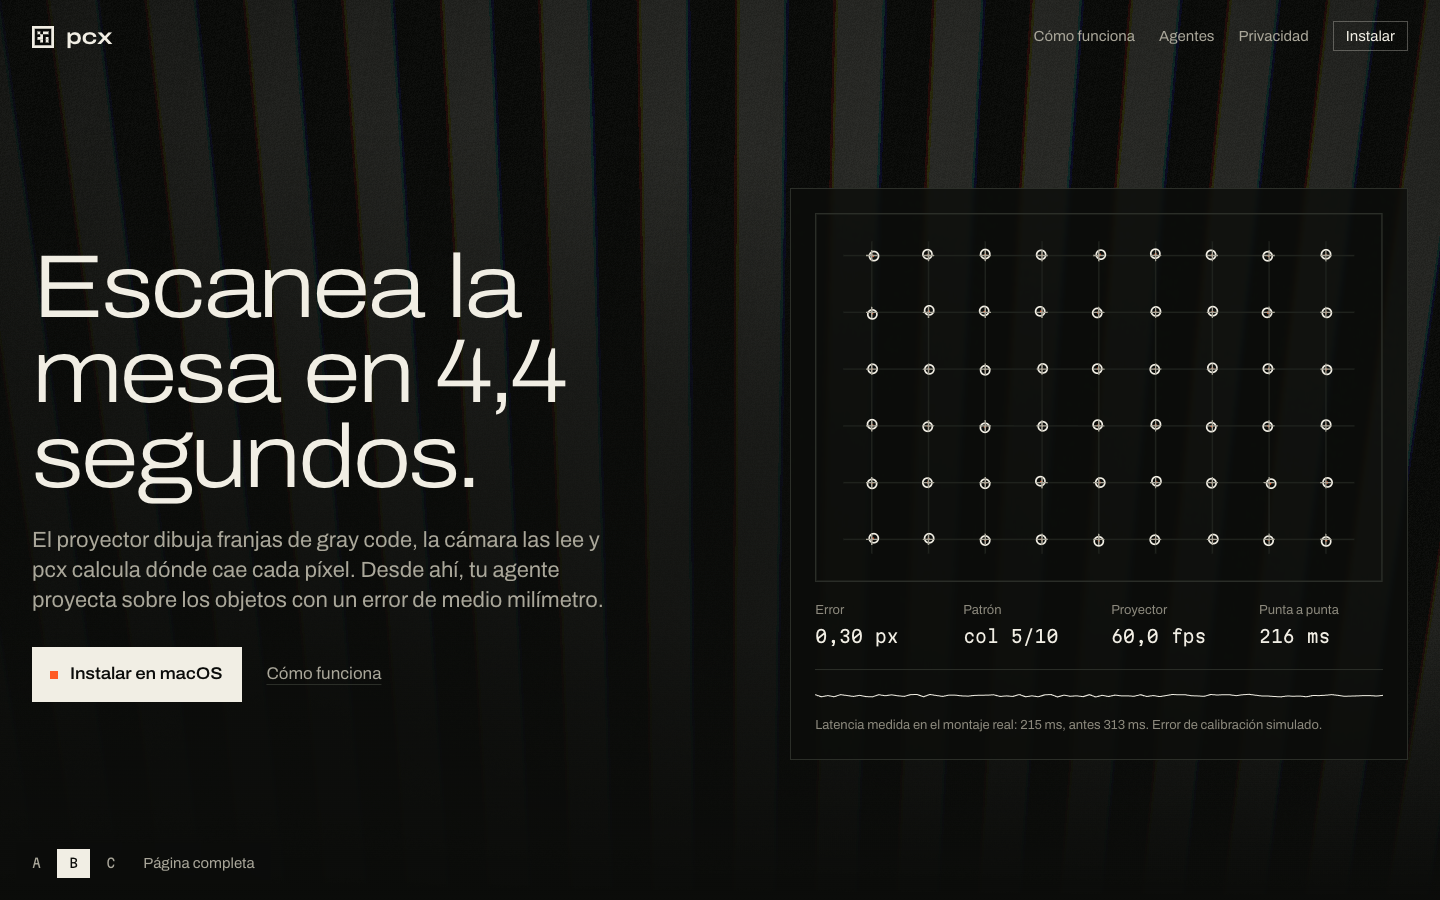 pcx
Cómo funciona
Agentes
Privacidad
Instalar
Escanea la
mesa en 4,4
segundos.
El proyector dibuja franjas de gray code, la cámara las lee y
pcx calcula dónde cae cada píxel. Desde ahí, tu agente
proyecta sobre los objetos con un error de medio milímetro.
Instalar en macOS
Cómo funciona
Error
Patrón
Proyector
Punta a punta
0,30 px
col 5/10
60,0 fps
216 ms
Latencia medida en el montaje real: 215 ms, antes 313 ms. Error de calibración simulado.
A
B
C
Página completa